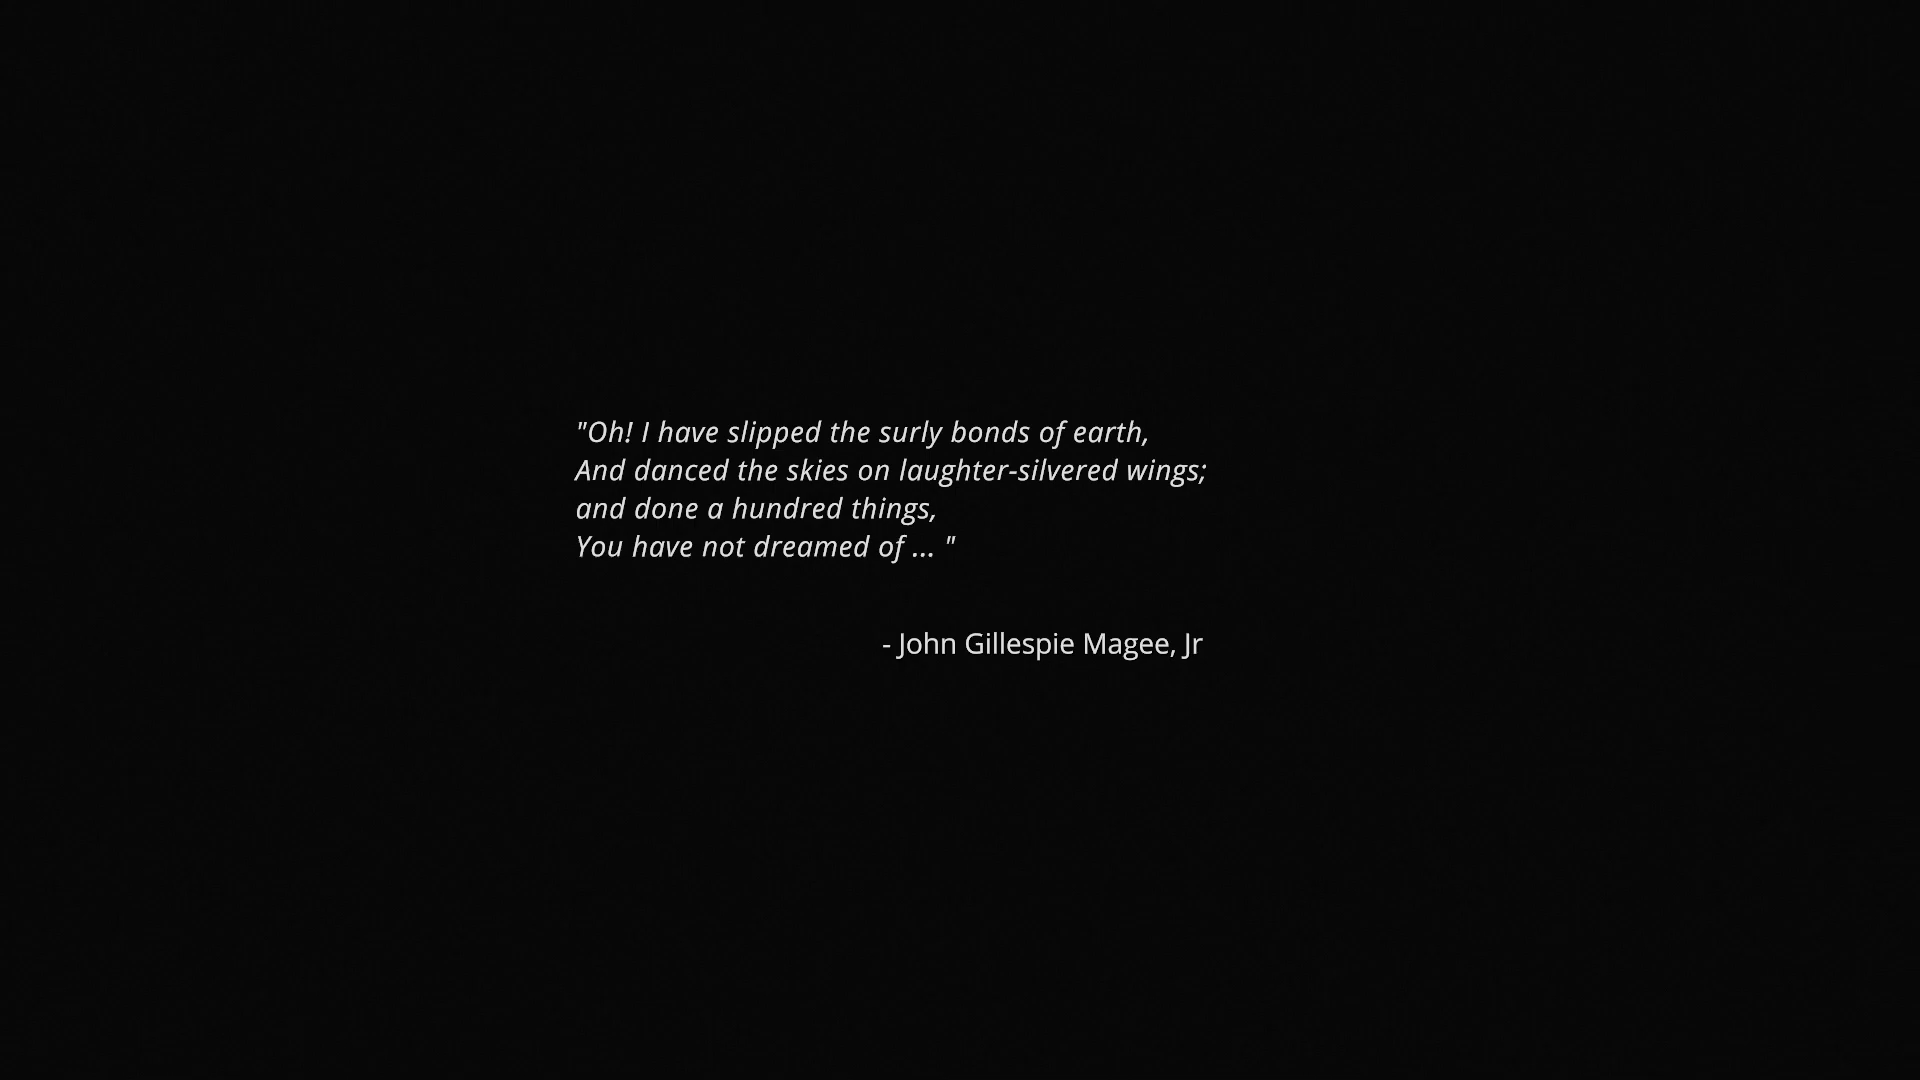 "Oh! I have slipped the surly bonds of earth,
And danced the skies on laughter-silvered wings;
and done a hundred things,
You have not dreamed of ... "
- John Gillespie Magee, Jr